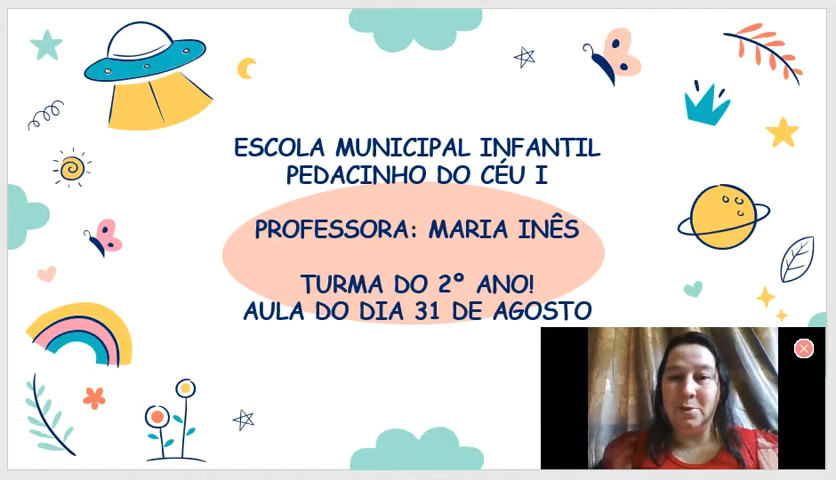 ESCOLA MUNICIPAL INFANTIL
PEDACINHO DO CÉU I
PROFESSORA: MARIA INÊS
TURMA DO 2º ANO!
AULA DO DIA 31 DE AGOSTO